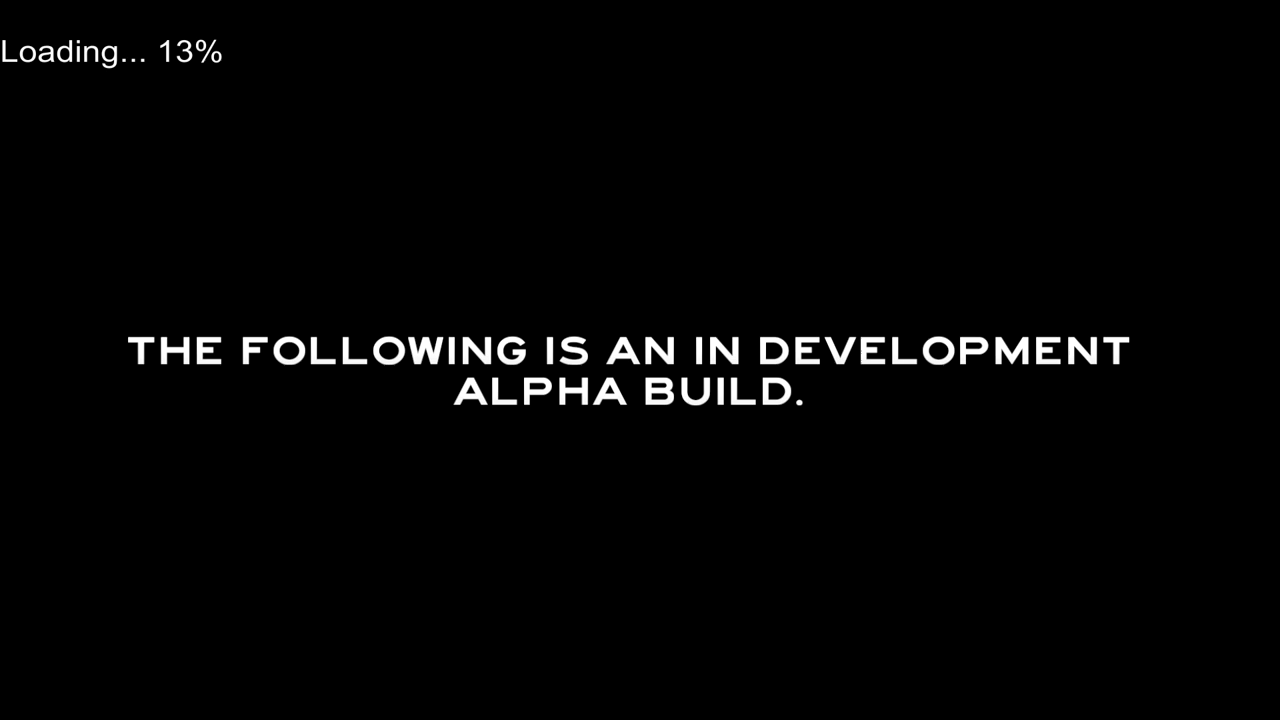 Loading... 13%
THE FOLLOWING IS AN IN DEVELOPMENT
ALPHA BUILD.